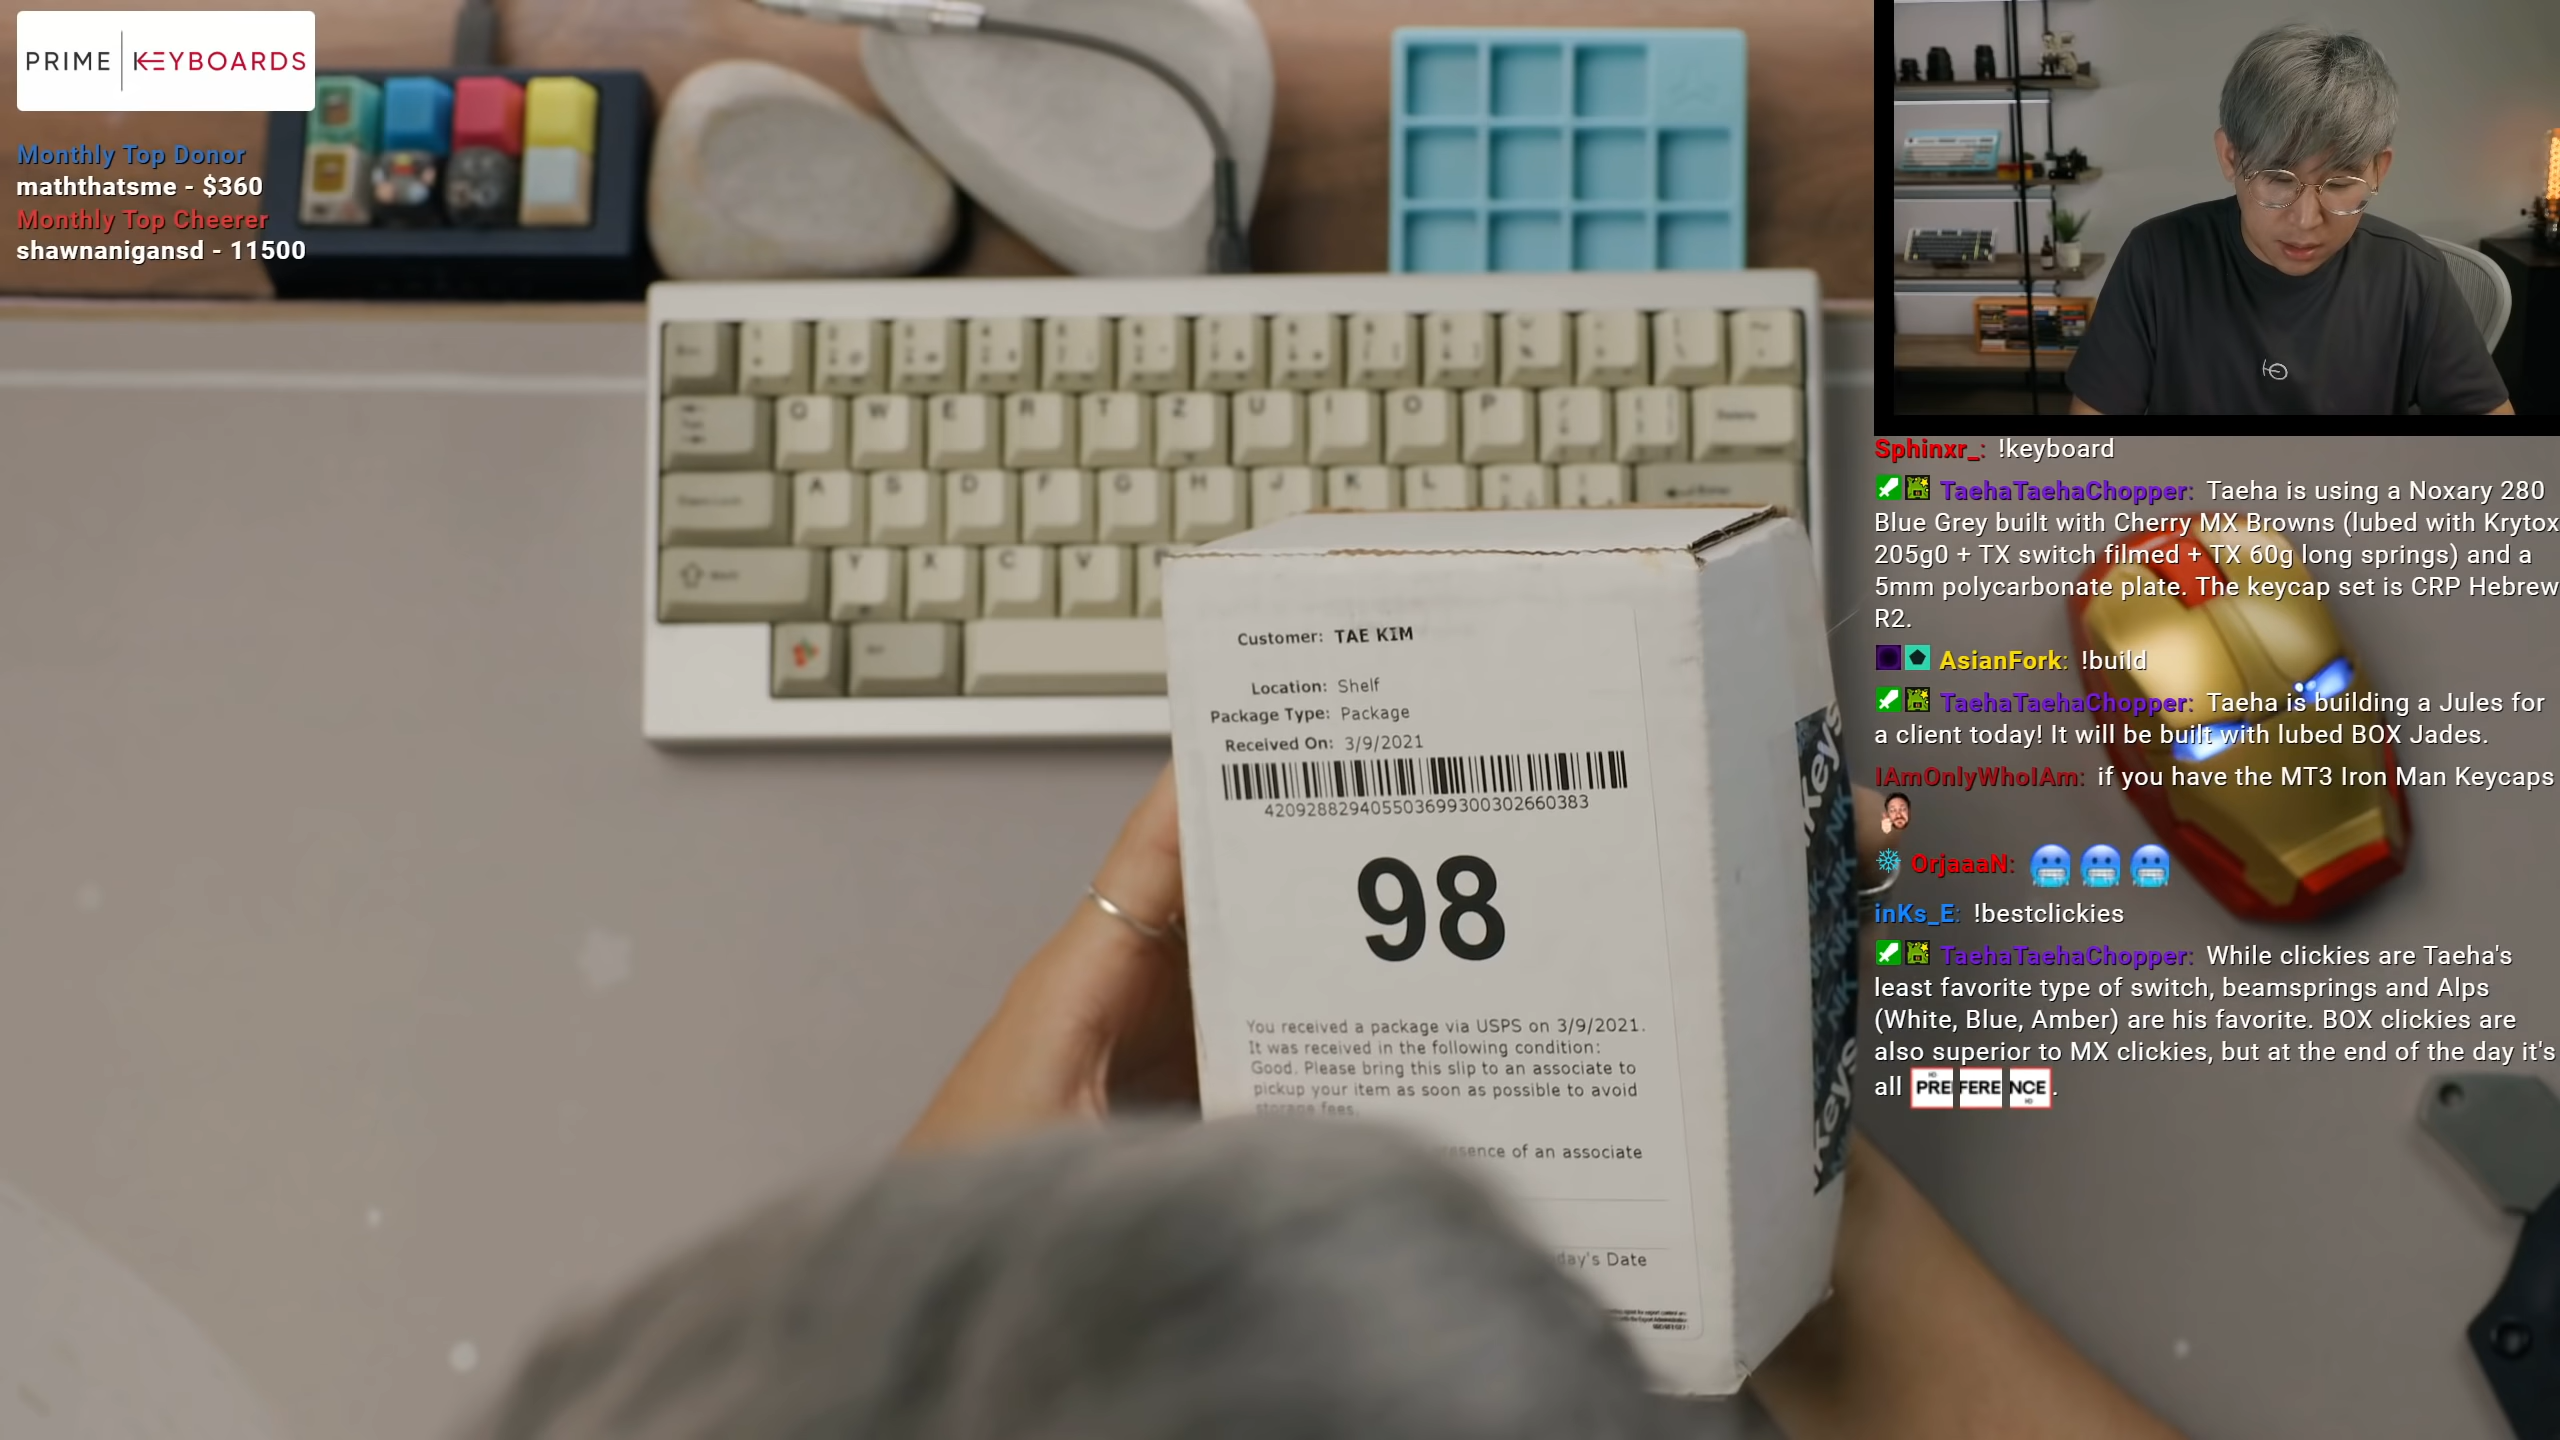 PRIME | KEYBOARDS
Monthly Top Donor
maththatsme - $360
Monthly Top Cheerer
shawnanigansd - 11500
Q W E R T Z U I O P
Delete
A S D F G H J K L
Y X C V
Customer: TAE KIM
Location: Shelf
Package Type: Package
Received On: 3/9/2021
420928829405503699300302660383
98
You received a package via USPS on 3/9/2021.
It was received in the following condition:
Good. Please bring this slip to an associate to
pickup your item as soon as possible to avoid
storage fees.
of an associate
Date
Keys
NK
Keys
Sphinxr_: !keyboard
TaehaTaehaChopper: Taeha is using a Noxary 280
Blue Grey built with Cherry MX Browns (lubed with Krytox
205g0 + TX switch filmed + TX 60g long springs) and a
5mm polycarbonate plate. The keycap set is CRP Hebrew
R2.
AsianFork: !build
TaehaTaehaChopper: Taeha is building a Jules for
a client today! It will be built with lubed BOX Jades.
IAmOnlyWhoIAm: if you have the MT3 Iron Man Keycaps
OrjaaaN:
inKs_E: !bestclickies
TaehaTaehaChopper: While clickies are Taeha's
least favorite type of switch, beamsprings and Alps
(White, Blue, Amber) are his favorite. BOX clickies are
also superior to MX clickies, but at the end of the day it's
all PREFERENCE.